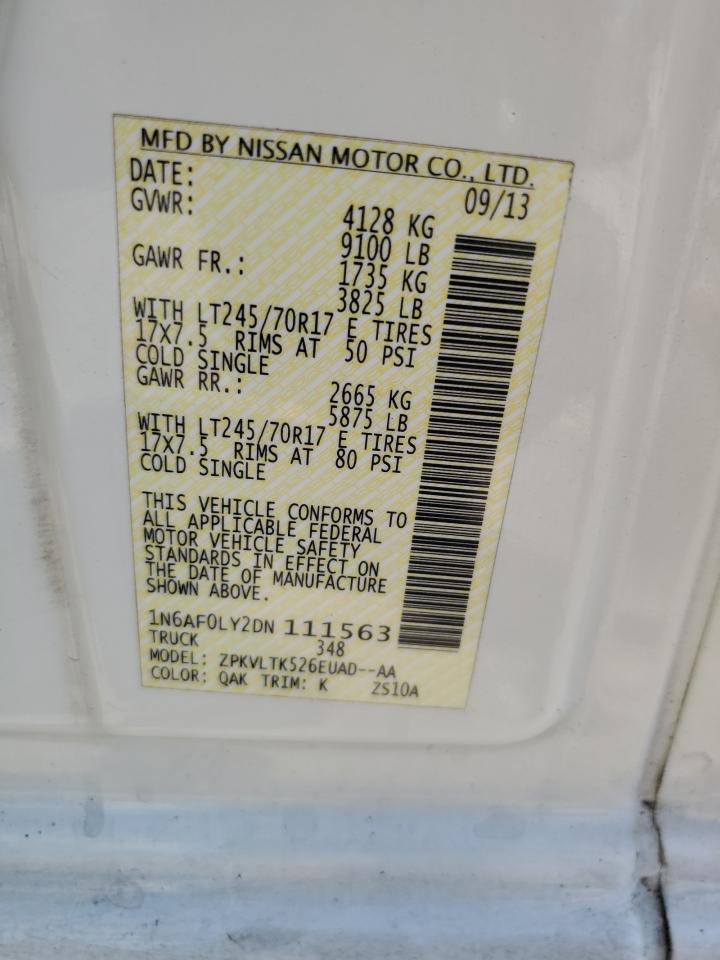 MFD BY NISSAN MOTOR CO., LTD.
DATE: 09/13
GVWR: 4128 KG
9100 LB
GAWR FR.: 1735 KG
3825 LB
WITH LT245/70R17 E TIRES
17X7.5 RIMS AT 50 PSI
COLD SINGLE
GAWR RR.: 2665 KG
5875 LB
WITH LT245/70R17 E TIRES
17X7.5 RIMS AT 80 PSI
COLD SINGLE
THIS VEHICLE CONFORMS TO
ALL APPLICABLE FEDERAL
MOTOR VEHICLE SAFETY
STANDARDS IN EFFECT ON
THE DATE OF MANUFACTURE
SHOWN ABOVE.
1N6AF0LY2DN 111563
TRUCK 348
MODEL: ZPKVLTK526EUAD--AA
COLOR: QAK TRIM: K ZS10A